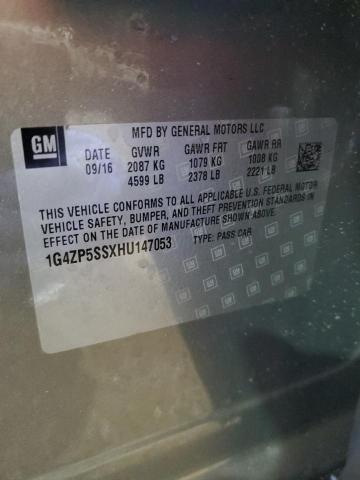 GM
MFD BY GENERAL MOTORS LLC
DATE GVWR GAWR FRT GAWR RR
09/16 2087 KG 1079 KG 1008 KG
4599 LB 2378 LB 2221 LB
THIS VEHICLE CONFORMS TO ALL APPLICABLE U.S. FEDERAL MOTOR
VEHICLE SAFETY, BUMPER, AND THEFT PREVENTION STANDARDS IN
EFFECT ON THE DATE OF MANUFACTURE SHOWN ABOVE.
1G4ZP5SSXHU147053 TYPE: PASS CAR